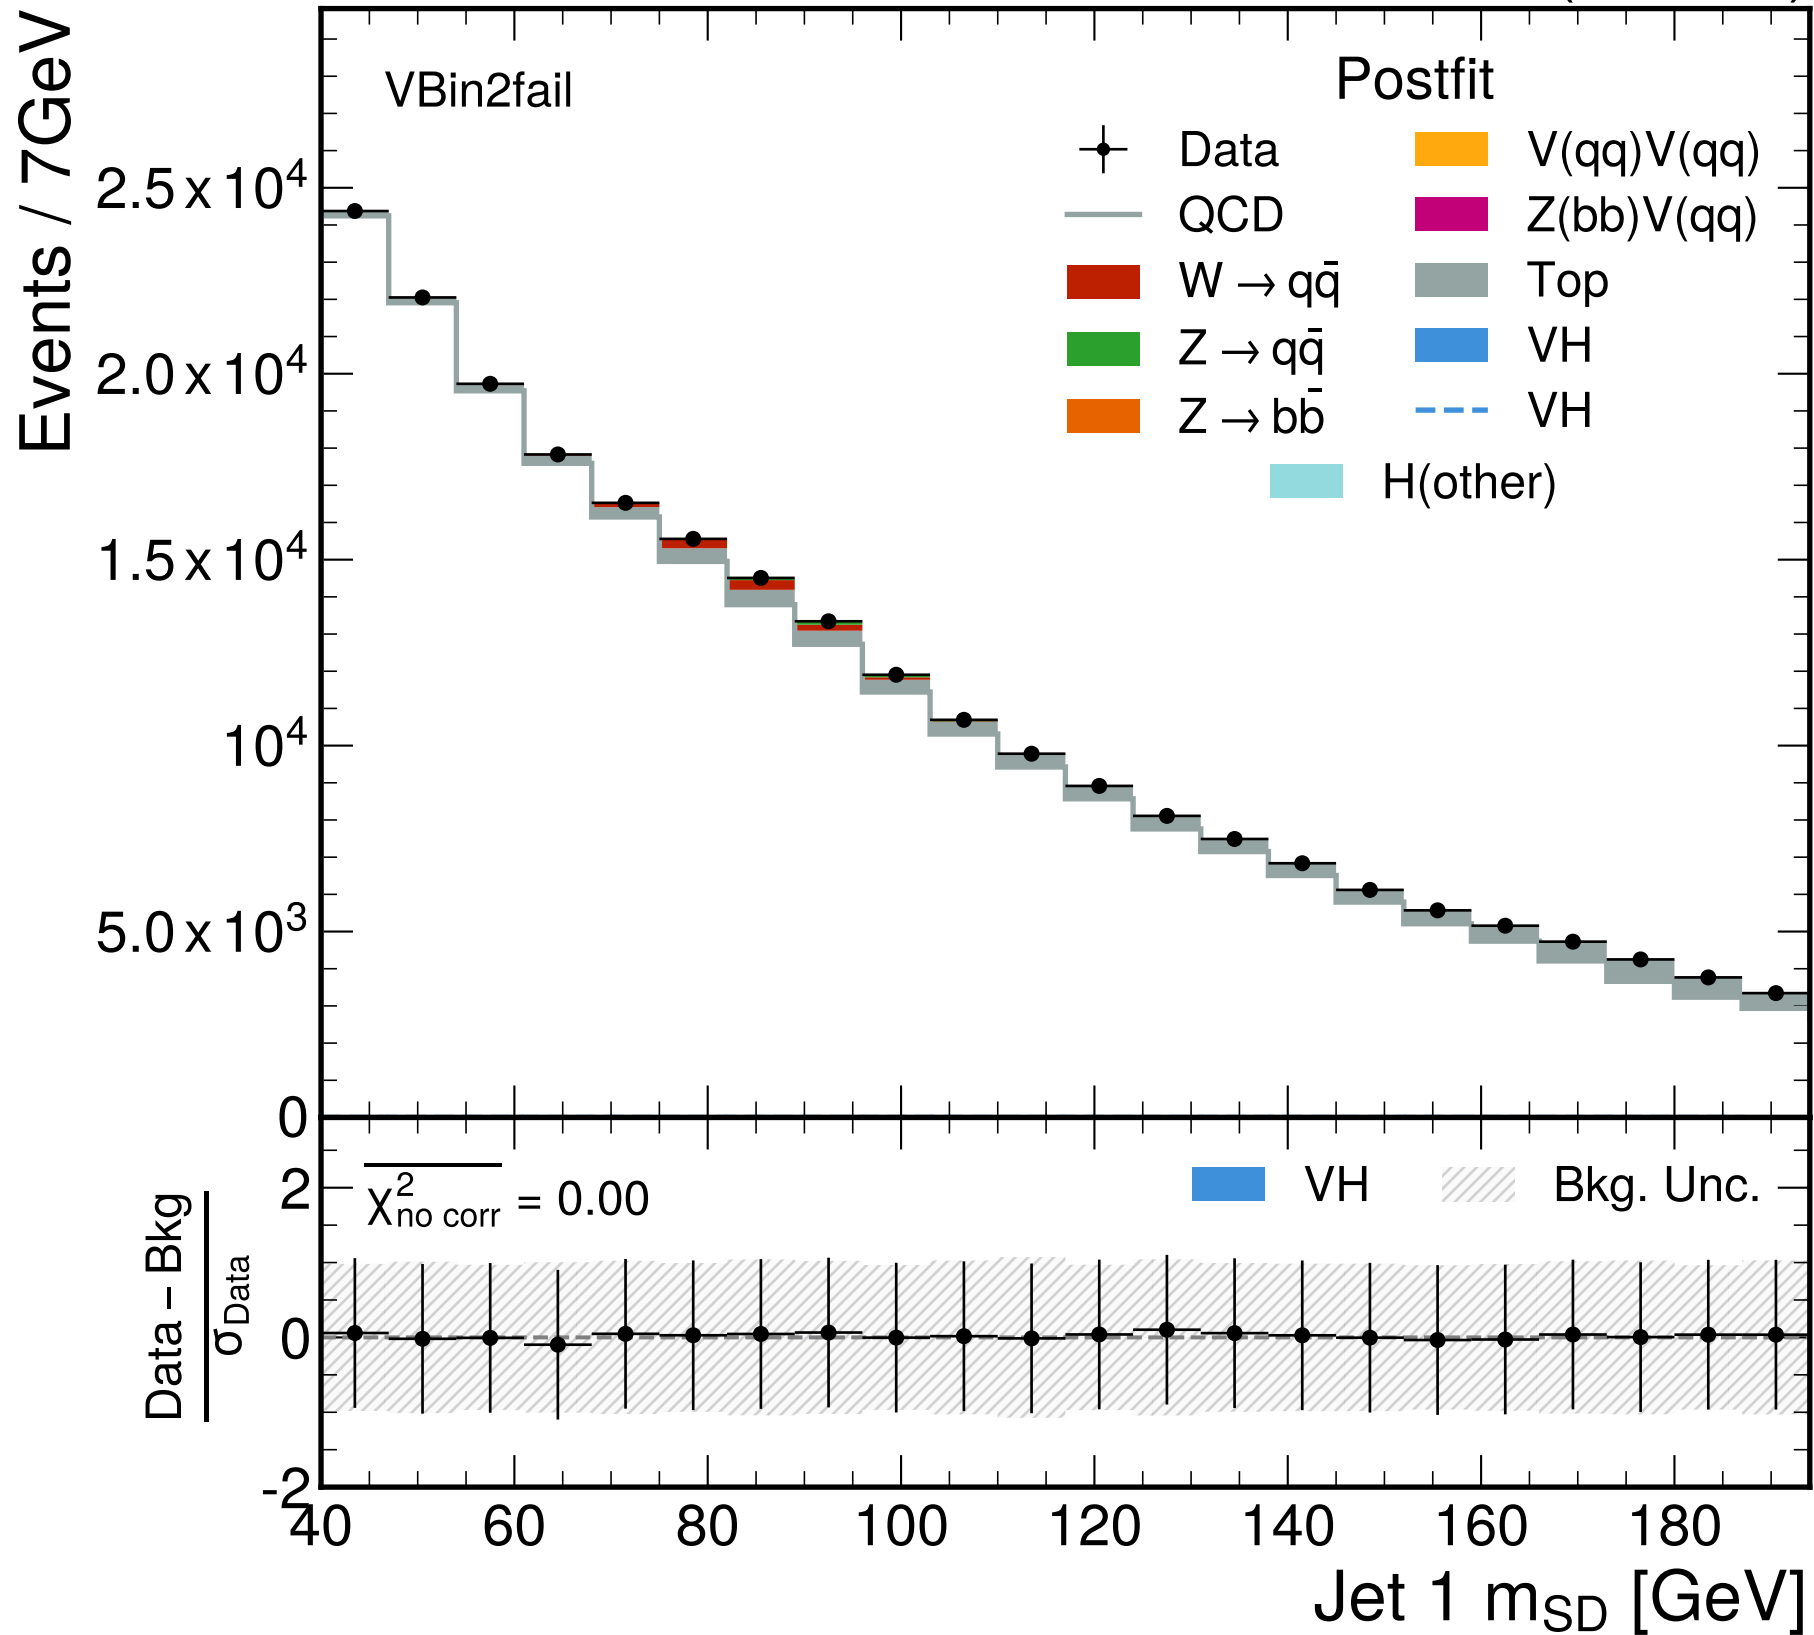 Events / 7GeV
VBin2fail
Postfit
Data
QCD
W → qq̄
Z → qq̄
Z → bb̄
V(qq)V(qq)
Z(bb)V(qq)
Top
VH
VH
H(other)
2.5 x 10⁴
2.0 x 10⁴
1.5 x 10⁴
10⁴
5.0 x 10³
0
χ²no corr = 0.00
VH
Bkg. Unc.
Data − Bkg
σData
2
0
-2
40 60 80 100 120 140 160 180
Jet 1 mSD [GeV]